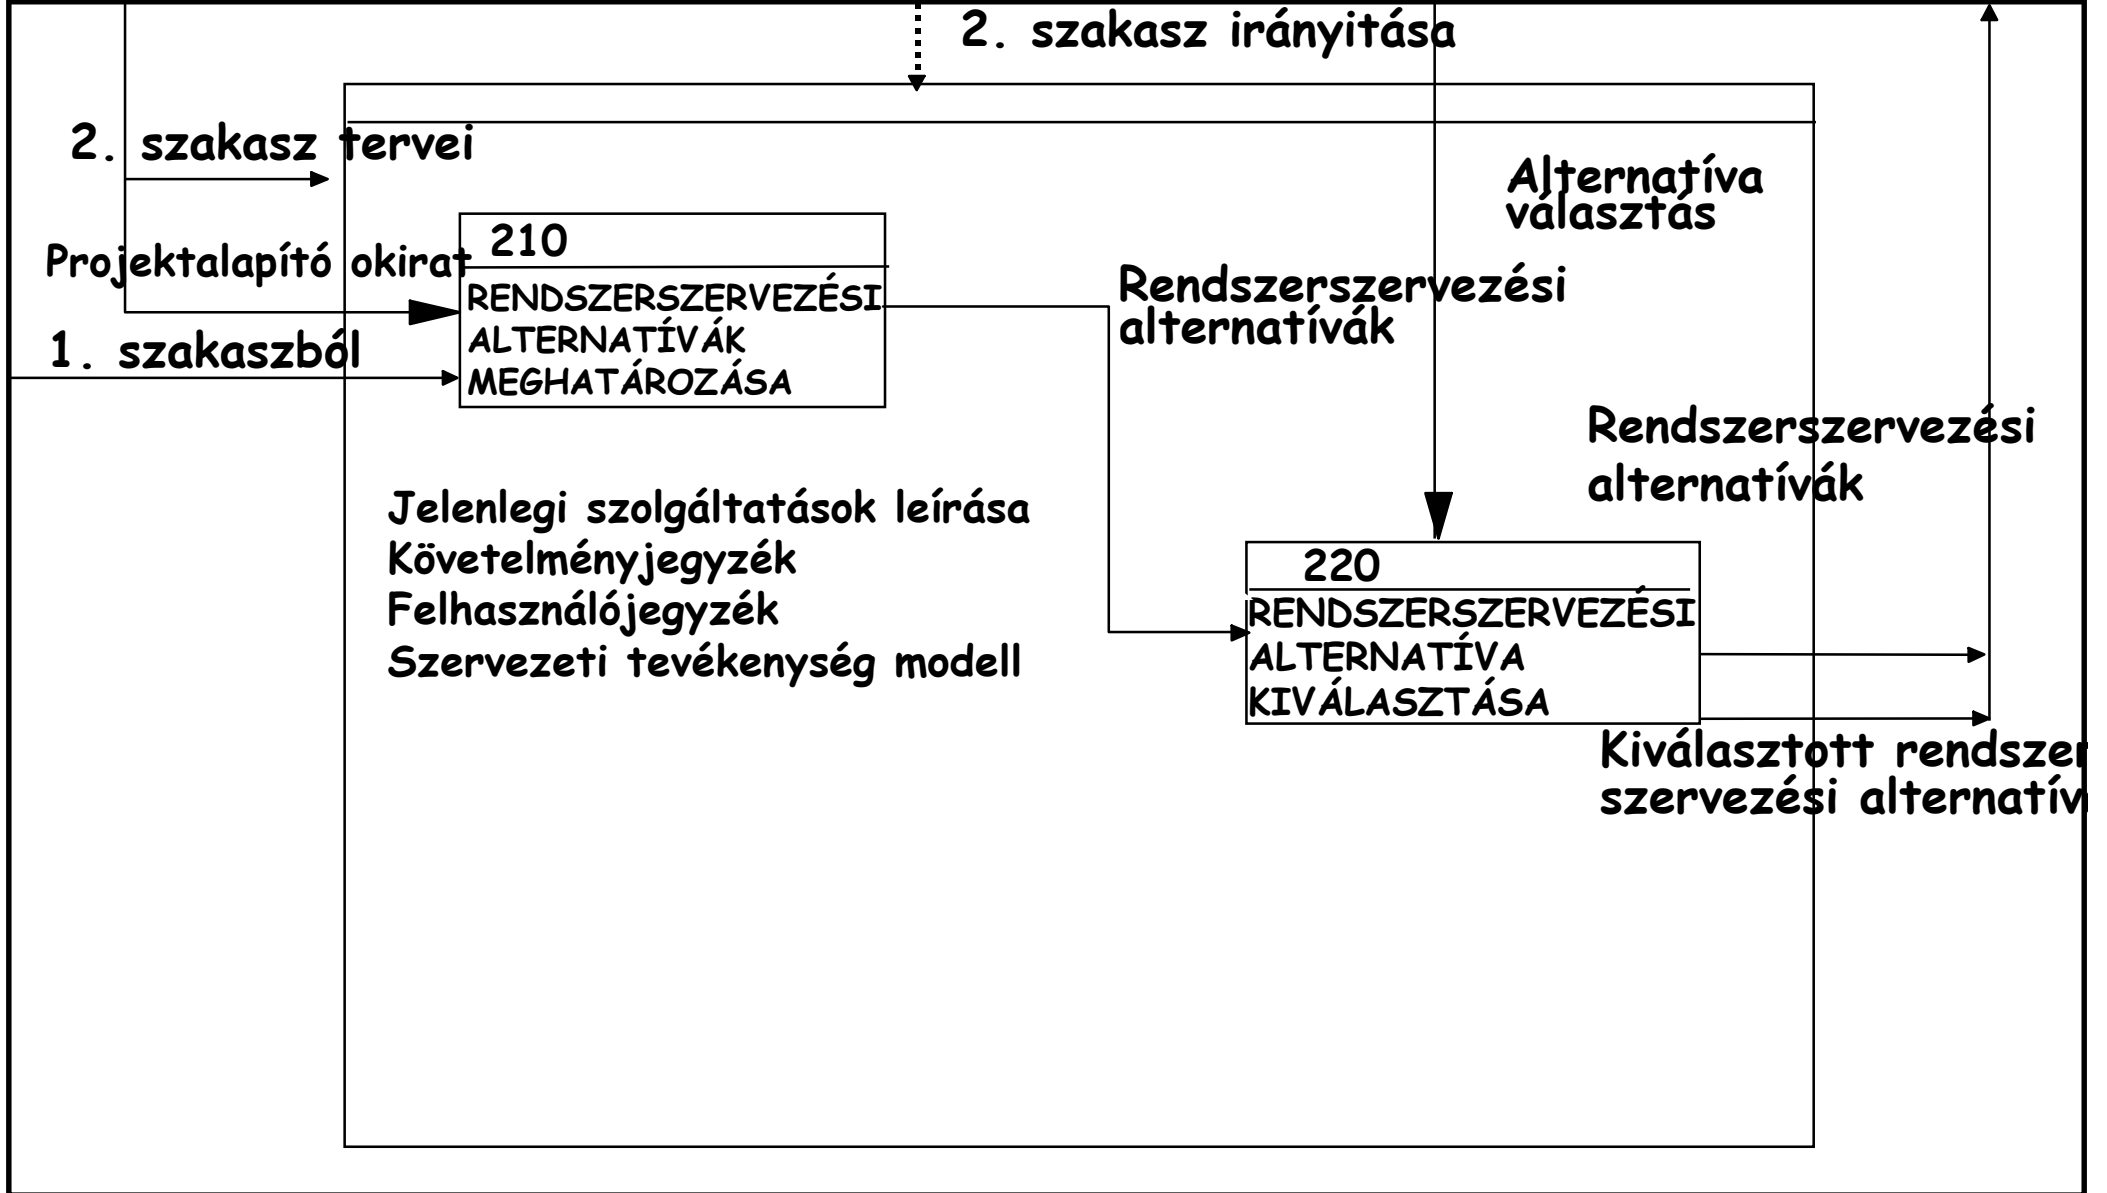 2. szakasz irányitása
2. szakasz tervei
Alternatíva
választás
210
Projektalapító okirat
RENDSZERSZERVEZÉSI
ALTERNATÍVÁK
MEGHATÁROZÁSA
1. szakaszból
Rendszerszervezési
alternatívák
Rendszerszervezési
alternatívák
Jelenlegi szolgáltatások leírása
Követelményjegyzék
Felhasználójegyzék
Szervezeti tevékenység modell
220
RENDSZERSZERVEZÉSI
ALTERNATÍVA
KIVÁLASZTÁSA
Kiválasztott rendszer
szervezési alternatív